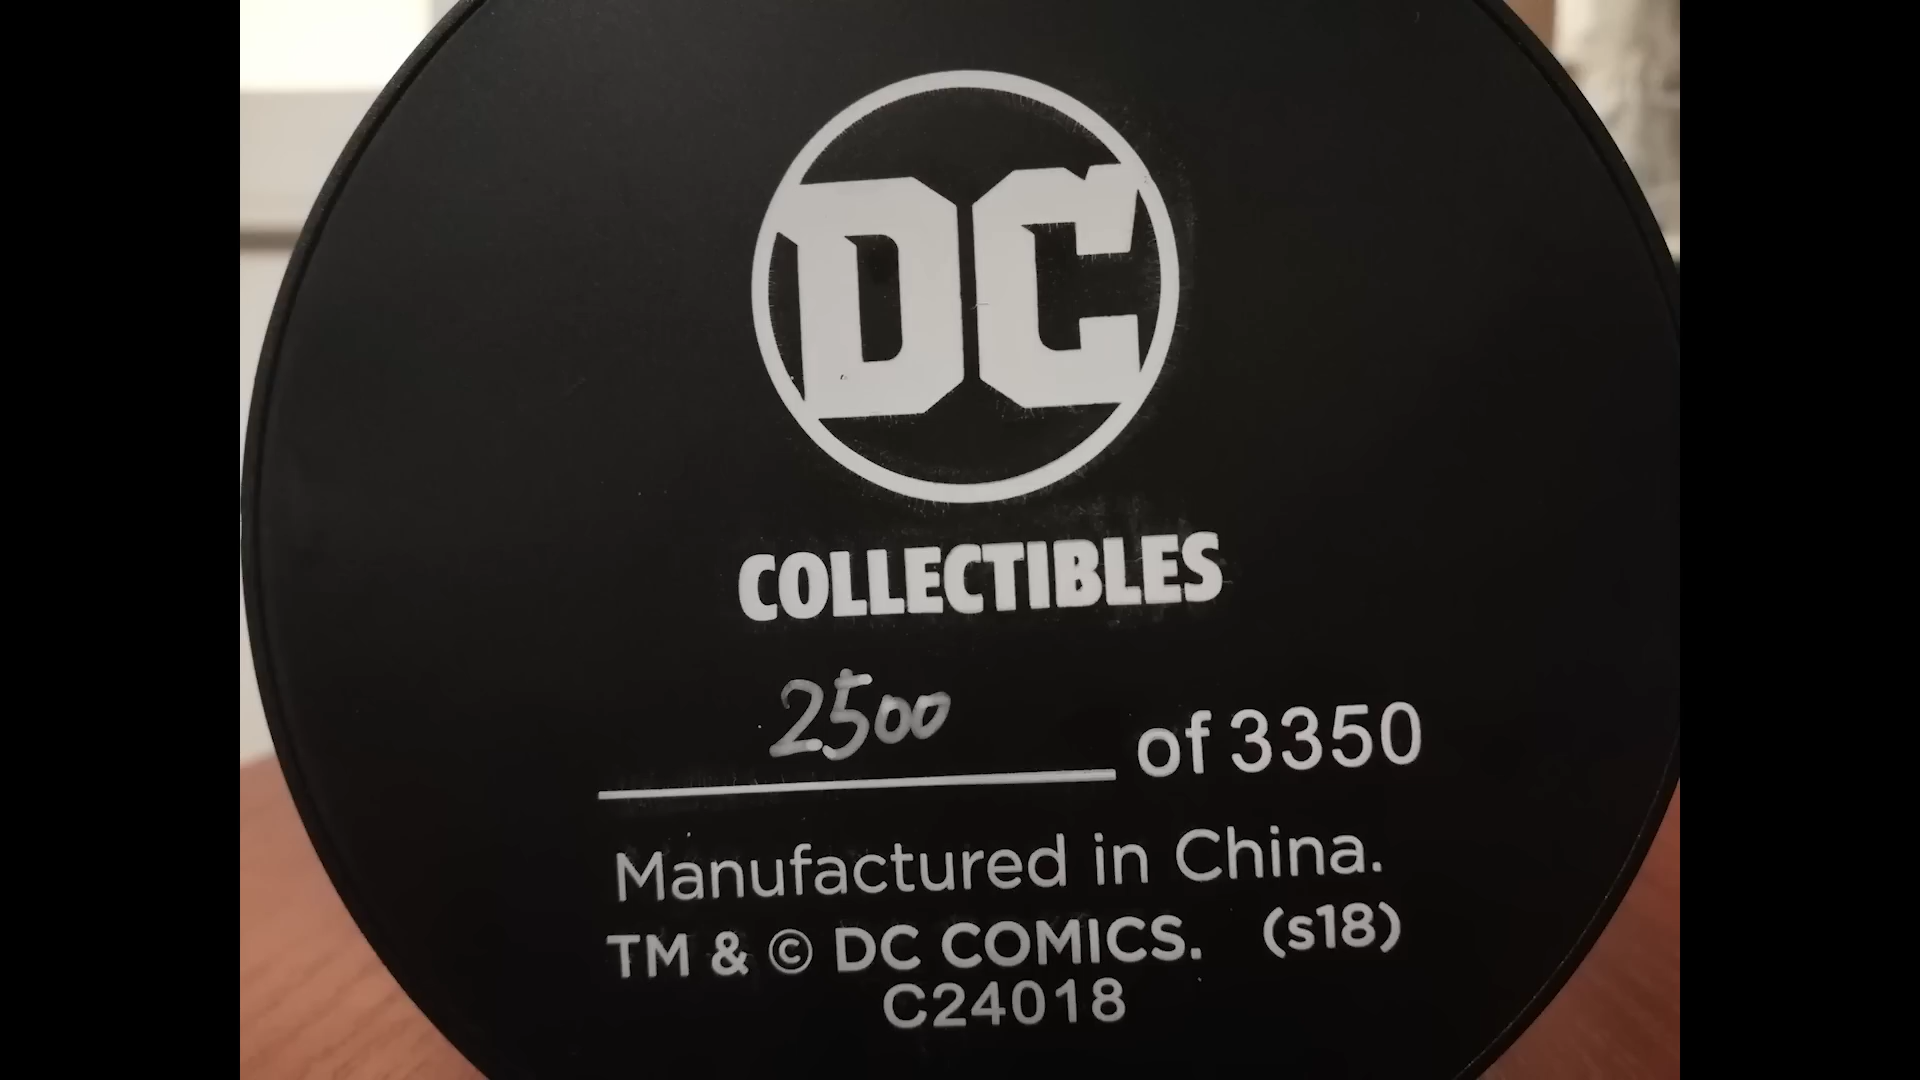 DC
COLLECTIBLES
2500 of 3350
Manufactured in China.
TM & © DC COMICS. (s18)
C24018